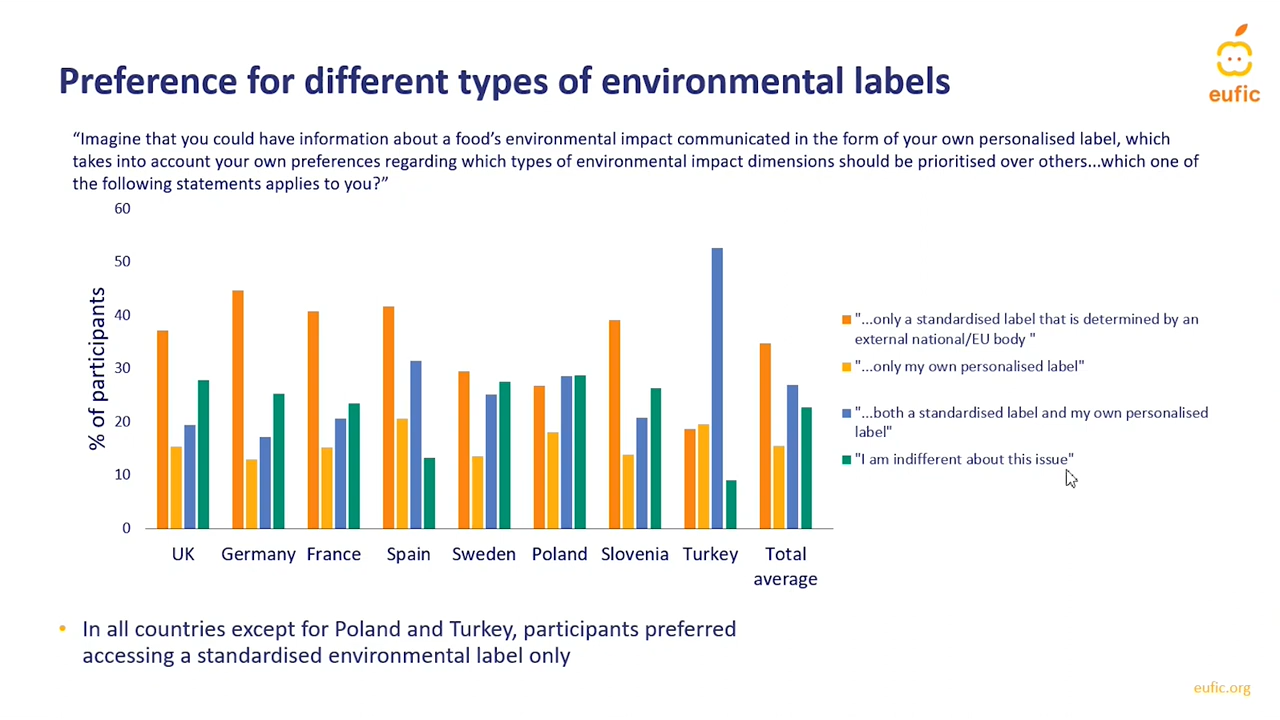 eufic
Preference for different types of environmental labels
“Imagine that you could have information about a food’s environmental impact communicated in the form of your own personalised label, which
takes into account your own preferences regarding which types of environmental impact dimensions should be prioritised over others...which one of
the following statements applies to you?”
60
50
40
30
20
10
0
% of participants
UK
Germany
France
Spain
Sweden
Poland
Slovenia
Turkey
Total
average
"...only a standardised label that is determined by an
external national/EU body "
"...only my own personalised label"
"...both a standardised label and my own personalised
label"
"I am indifferent about this issue"
• In all countries except for Poland and Turkey, participants preferred
accessing a standardised environmental label only
eufic.org